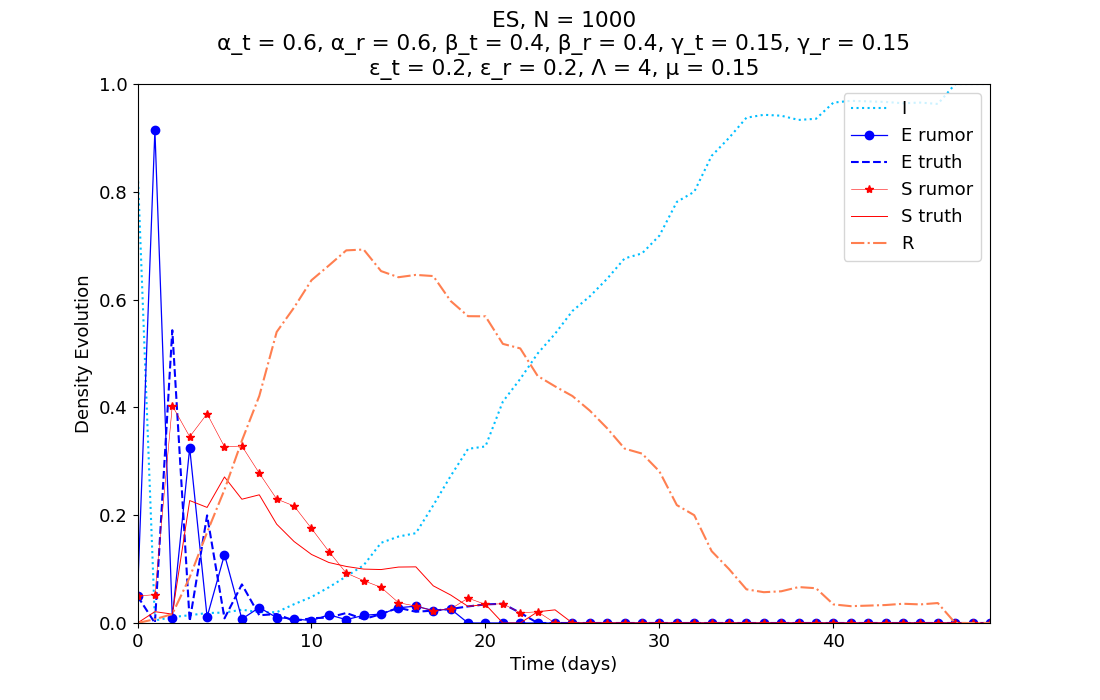 ES, N = 1000
α_t = 0.6, α_r = 0.6, β_t = 0.4, β_r = 0.4, γ_t = 0.15, γ_r = 0.15
ε_t = 0.2, ε_r = 0.2, Λ = 4, μ = 0.15
1.0
0.8
0.6
0.4
0.2
0.0
Density Evolution
I
E rumor
E truth
S rumor
S truth
R
0
10
20
30
40
Time (days)